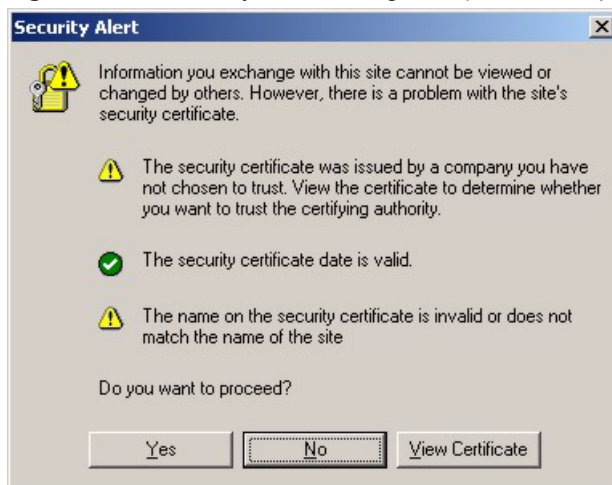 Security Alert
Information you exchange with this site cannot be viewed or
changed by others. However, there is a problem with the site's
security certificate.
The security certificate was issued by a company you have
not chosen to trust. View the certificate to determine whether
you want to trust the certifying authority.
The security certificate date is valid.
The name on the security certificate is invalid or does not
match the name of the site
Do you want to proceed?
Yes
No
View Certificate